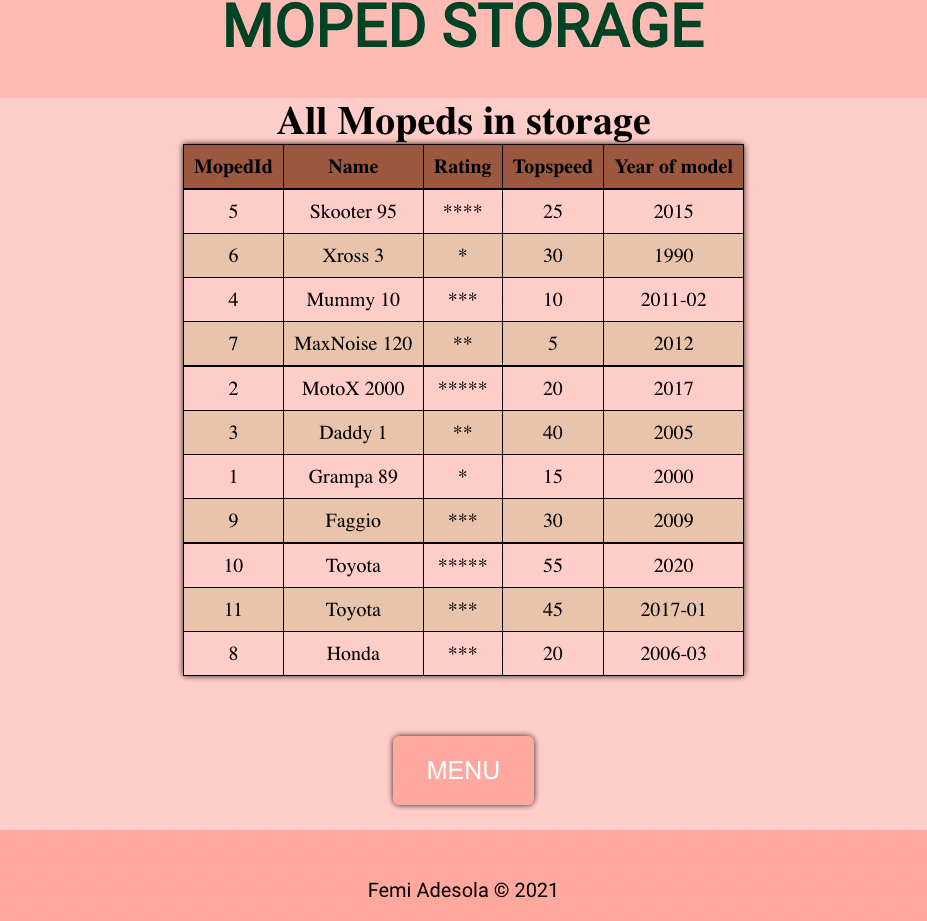 MOPED STORAGE
All Mopeds in storage
MopedId Name Rating Topspeed Year of model
5 Skooter 95 **** 25 2015
6 Xross 3 * 30 1990
4 Mummy 10 *** 10 2011-02
7 MaxNoise 120 ** 5 2012
2 MotoX 2000 ***** 20 2017
3 Daddy 1 ** 40 2005
1 Grampa 89 * 15 2000
9 Faggio *** 30 2009
10 Toyota ***** 55 2020
11 Toyota *** 45 2017-01
8 Honda *** 20 2006-03
MENU
Femi Adesola © 2021